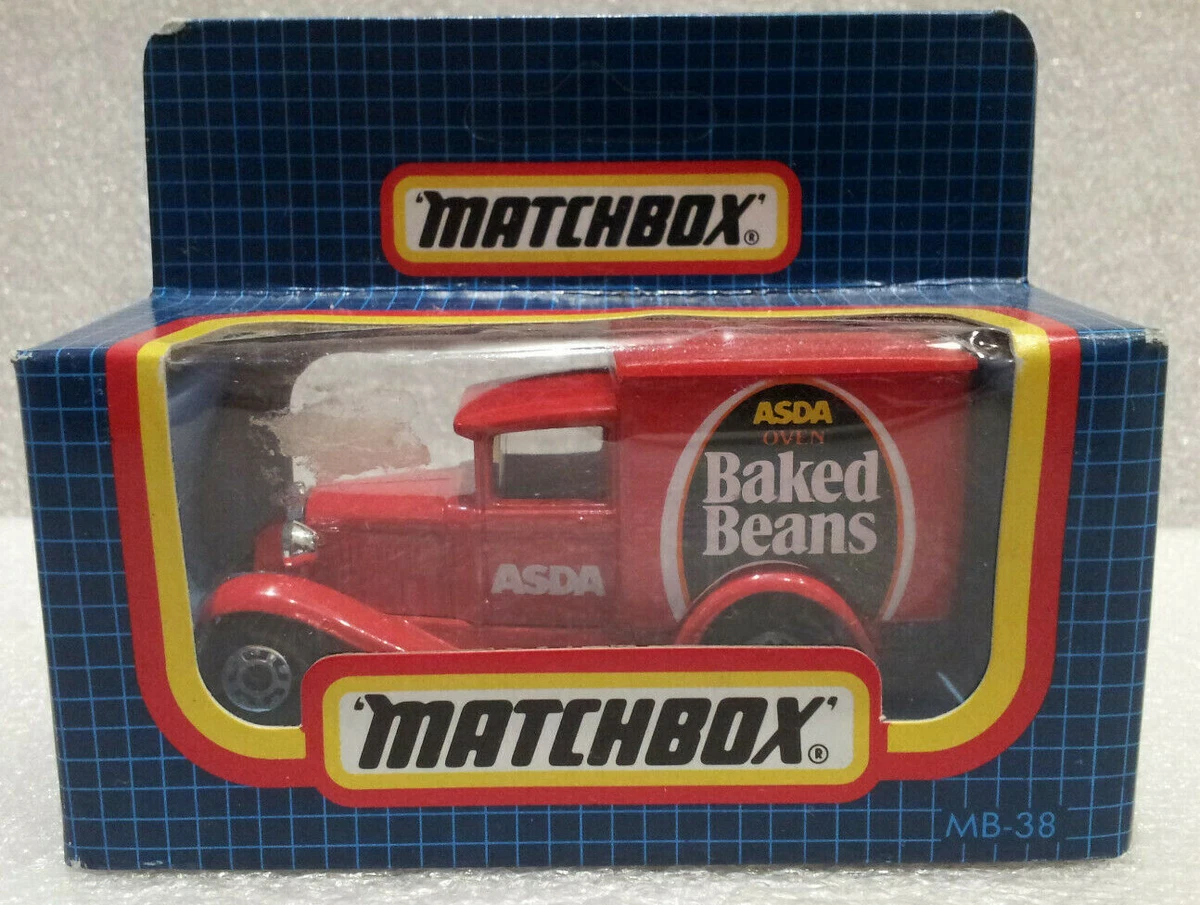 'MATCHBOX'®
ASDA
OVEN
Baked
Beans
ASDA
'MATCHBOX'®
MB-38